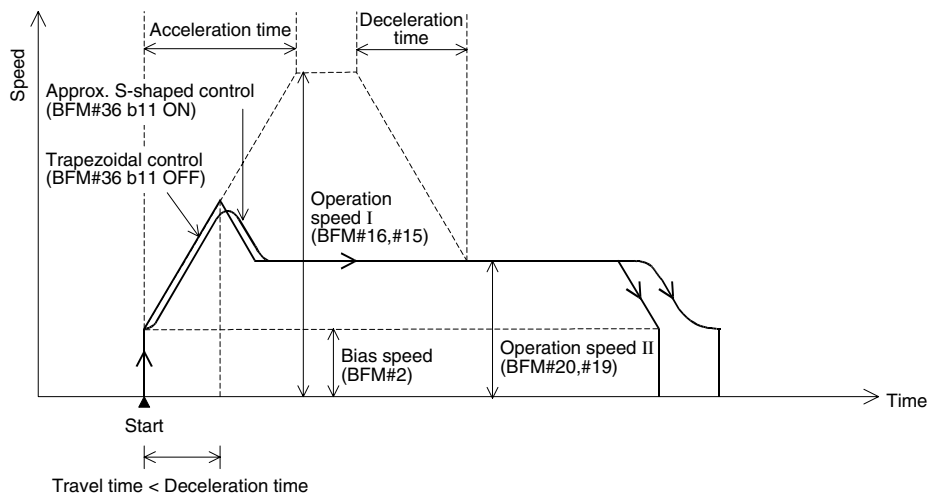 Acceleration time
Deceleration
time
Speed
Approx. S-shaped control
(BFM#36 b11 ON)
Trapezoidal control
(BFM#36 b11 OFF)
Operation
speed I
(BFM#16,#15)
Bias speed
(BFM#2)
Operation speed II
(BFM#20,#19)
Time
Start
Travel time < Deceleration time